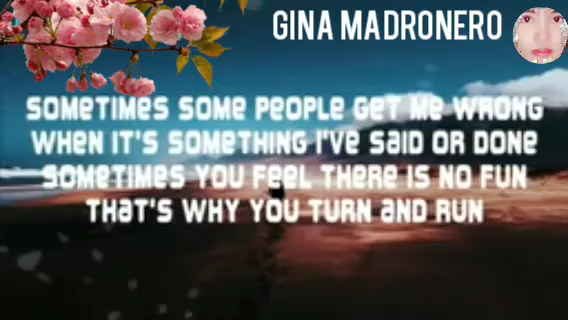 GINA MADRONERO
SOMETIMES SOME PEOPLE GET ME WRONG
WHEN IT'S SOMETHING I'VE SAID OR DONE
SOMETIMES YOU FEEL THERE IS NO FUN
THAT'S WHY YOU TURN AND RUN